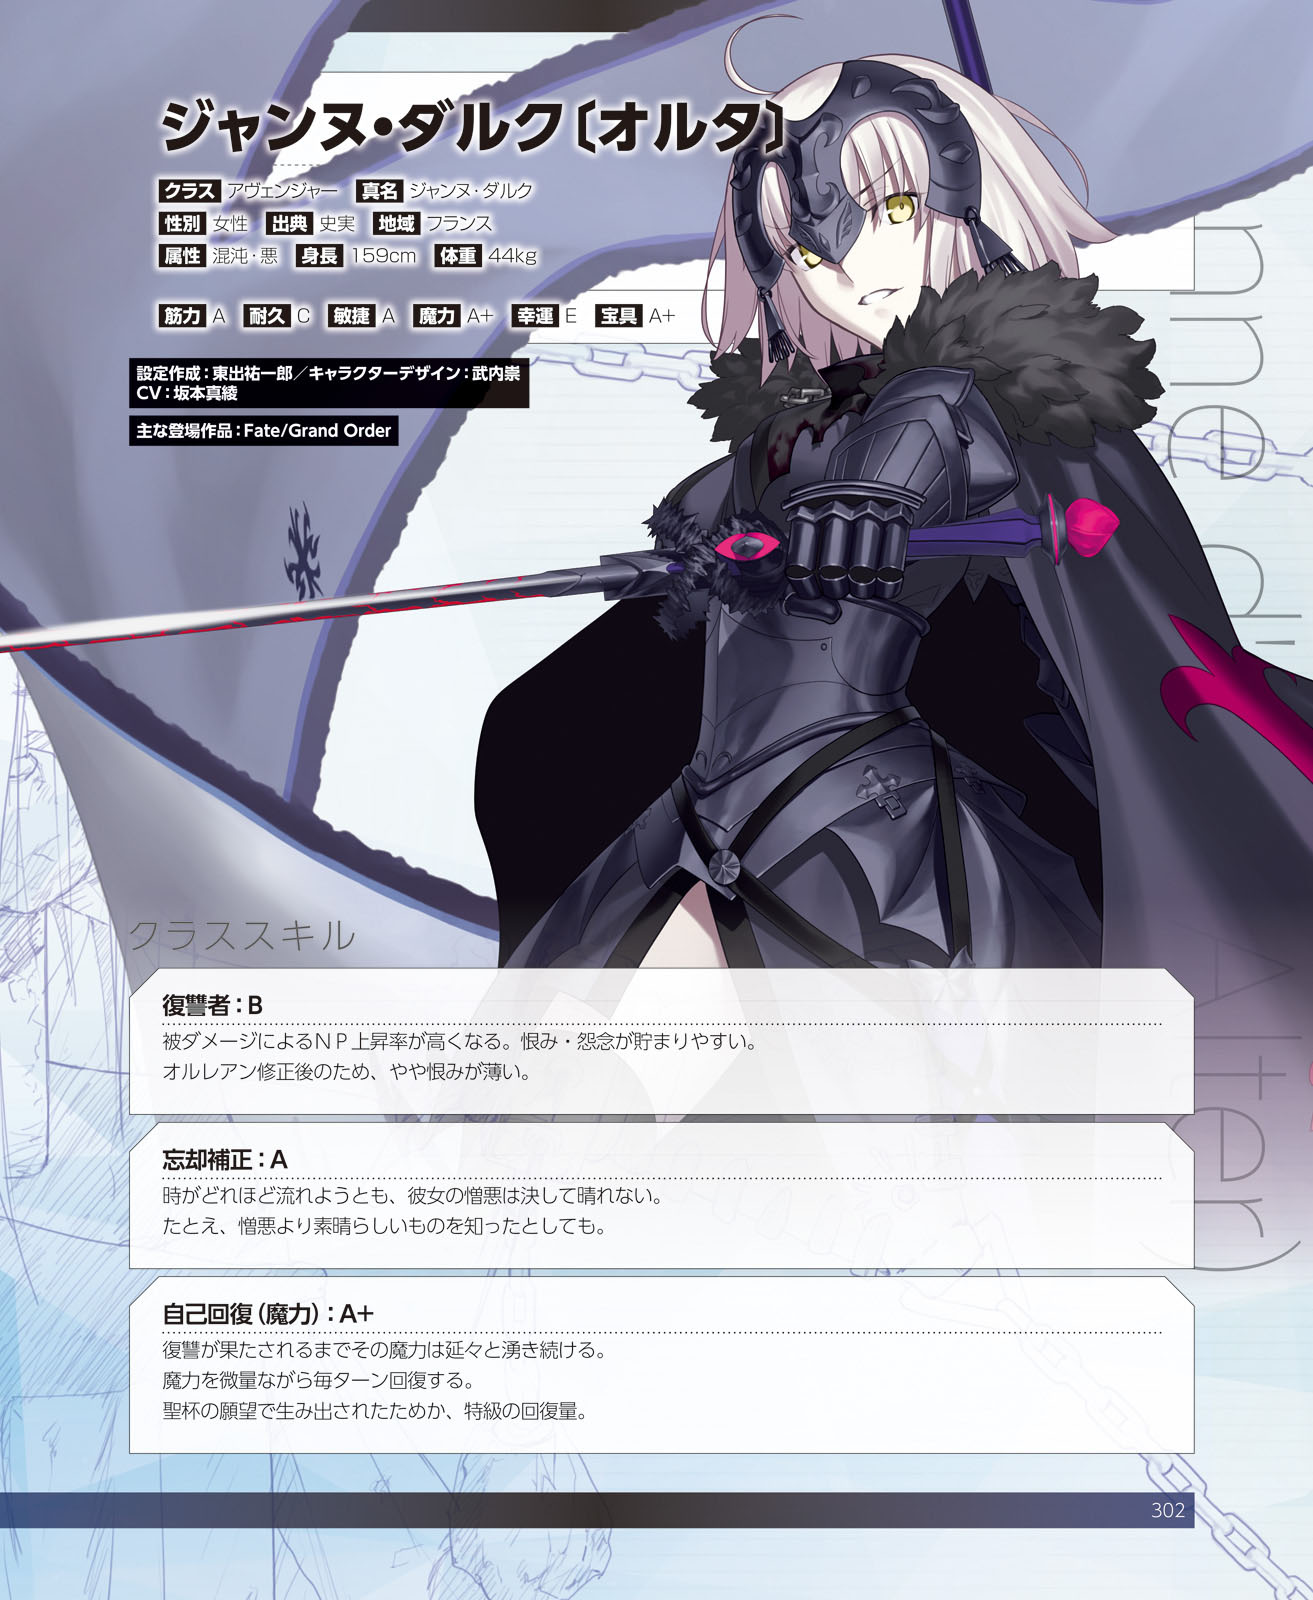 ジャンヌ・ダルク〔オルタ〕
クラス アヴェンジャー 真名 ジャンヌ・ダルク
性別 女性 出典 史実 地域 フランス
属性 混沌・悪 身長 159cm 体重 44kg
筋力 A 耐久 C 敏捷 A 魔力 A+ 幸運 E 宝具 A+
設定作成：東出祐一郎／キャラクターデザイン：武内崇
CV：坂本真綾
主な登場作品：Fate/Grand Order
クラススキル
復讐者：B
被ダメージによるＮＰ上昇率が高くなる。恨み・怨念が貯まりやすい。
オルレアン修正後のため、やや恨みが薄い。
忘却補正：A
時がどれほど流れようとも、彼女の憎悪は決して晴れない。
たとえ、憎悪より素晴らしいものを知ったとしても。
自己回復（魔力）：A+
復讐が果たされるまでその魔力は延々と湧き続ける。
魔力を微量ながら毎ターン回復する。
聖杯の願望で生み出されたためか、特級の回復量。
302